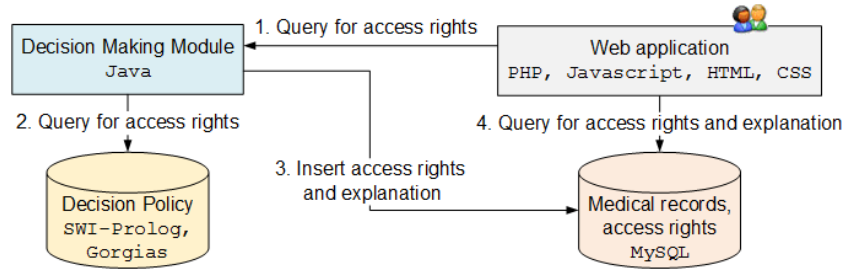 1. Query for access rights
Decision Making Module
Java
Web application
PHP, Javascript, HTML, CSS
2. Query for access rights
4. Query for access rights and explanation
3. Insert access rights
and explanation
Decision Policy
SWI-Prolog,
Gorgias
Medical records,
access rights
MySQL